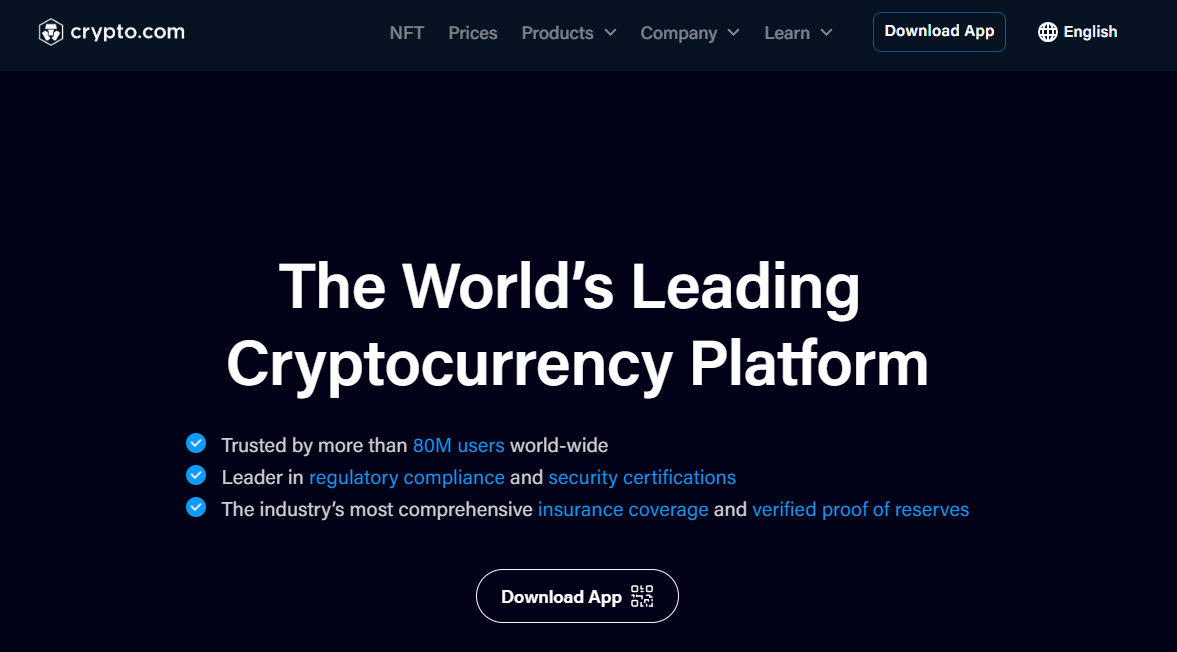 crypto.com
NFT Prices Products Company Learn Download App English
The World’s Leading
Cryptocurrency Platform
Trusted by more than 80M users world-wide
Leader in regulatory compliance and security certifications
The industry’s most comprehensive insurance coverage and verified proof of reserves
Download App